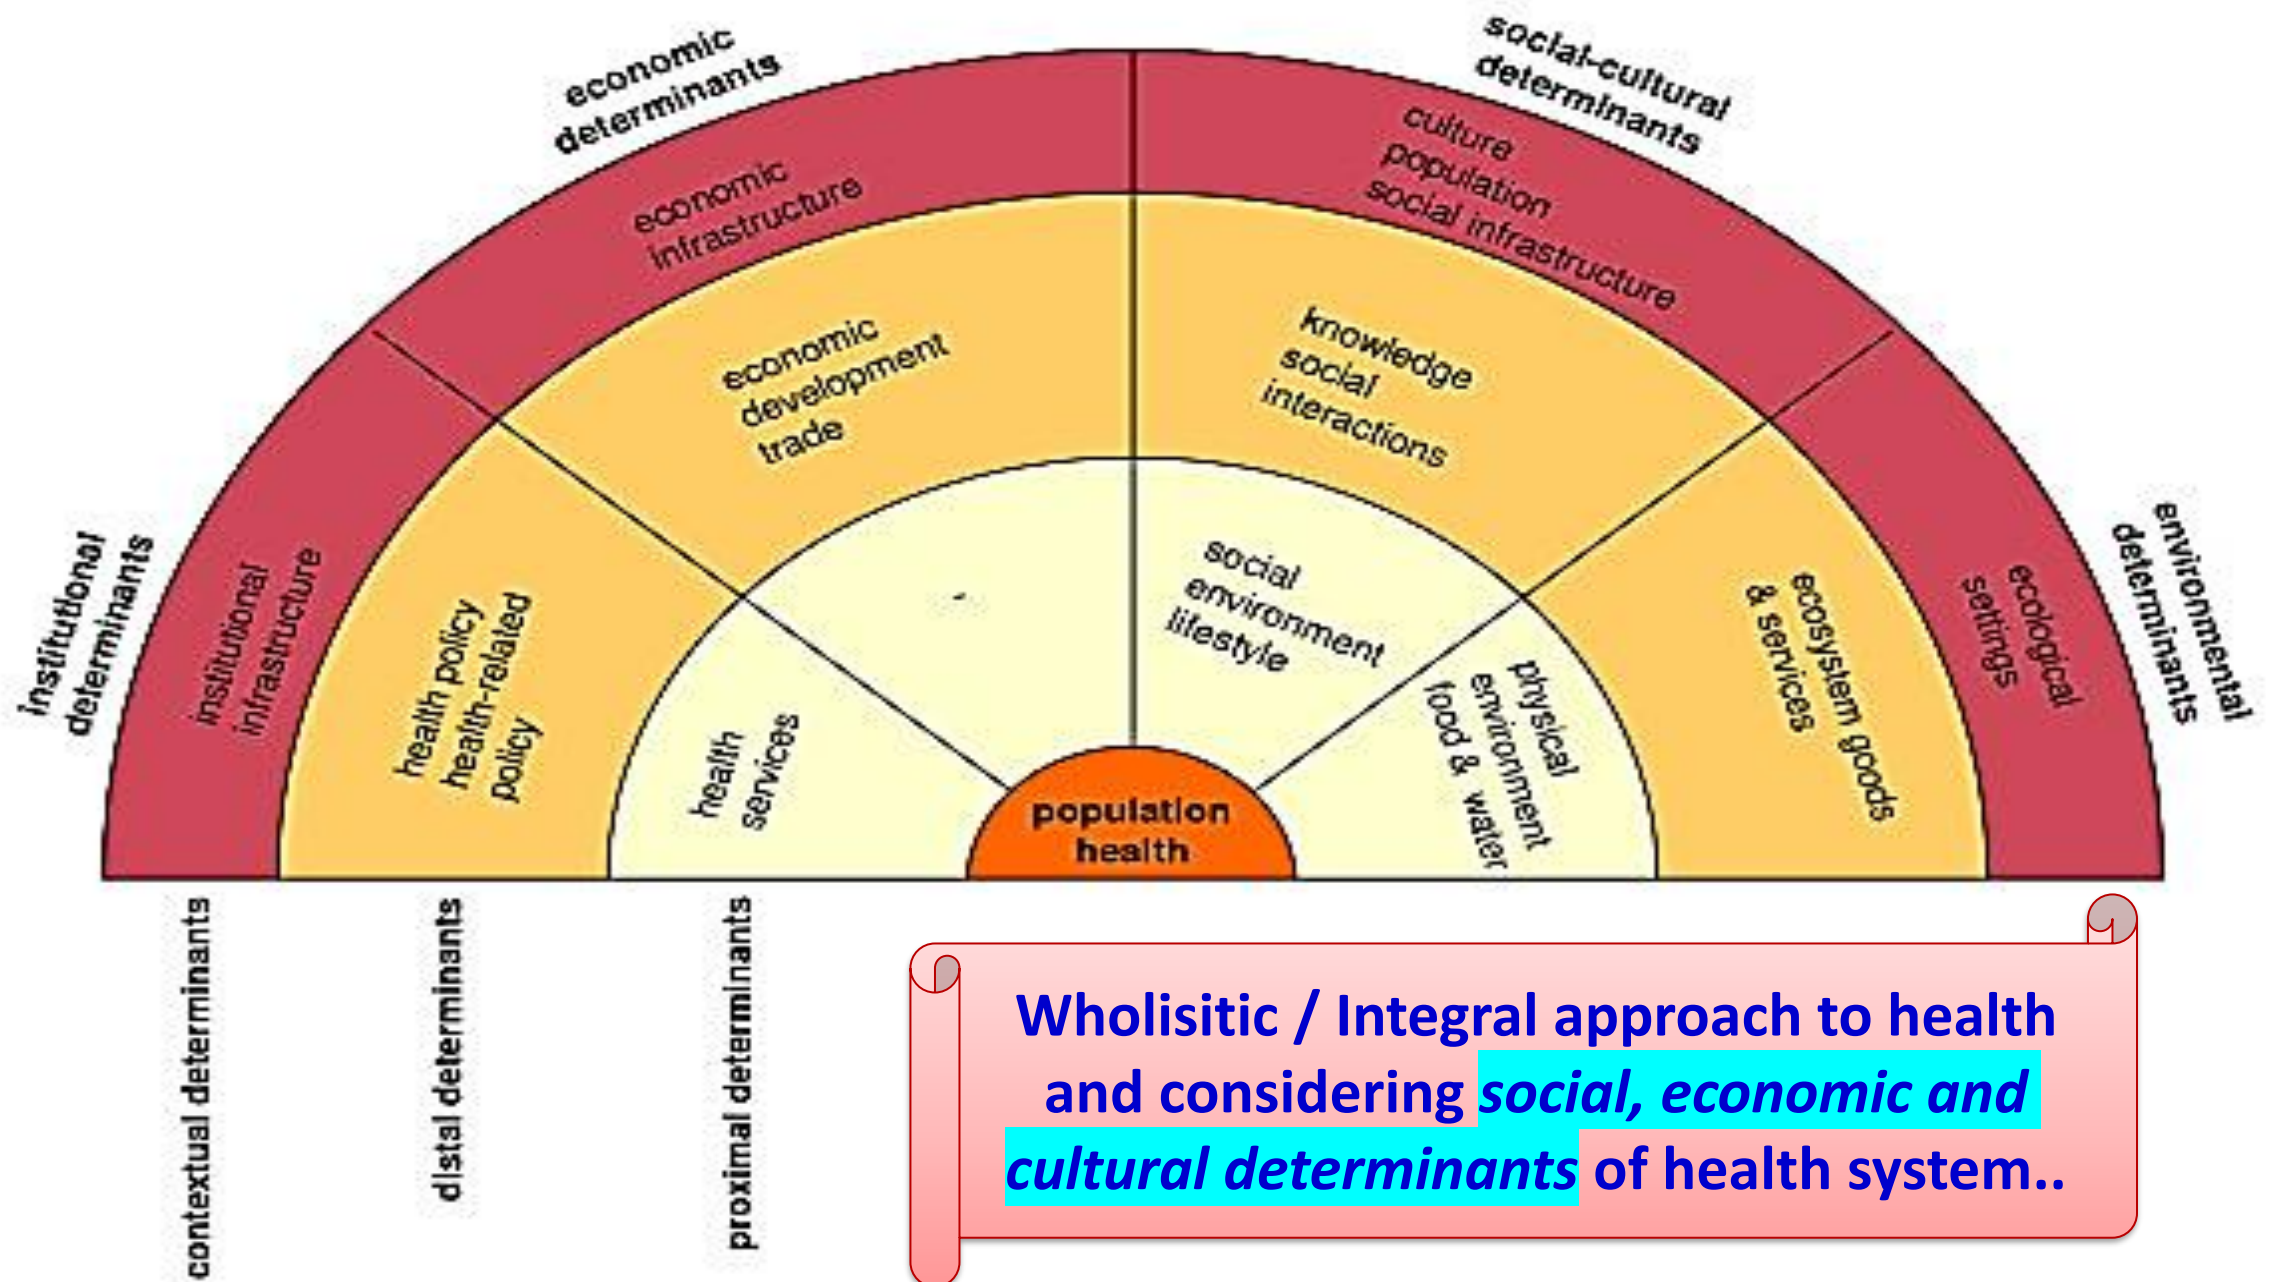 economic
determinants
social-cultural
determinants
institutional
determinants
environmental
determinants
economic
infrastructure
culture
population
social infrastructure
institutional
infrastructure
ecological
settings
economic
development
trade
knowledge
social
interactions
health policy
health-related
policy
ecosystem goods
& services
health
services
social
environment
lifestyle
physical
environment
food & water
population
health
contextual determinants
distal determinants
proximal determinants
Wholisitic / Integral approach to health
and considering social, economic and
cultural determinants of health system..